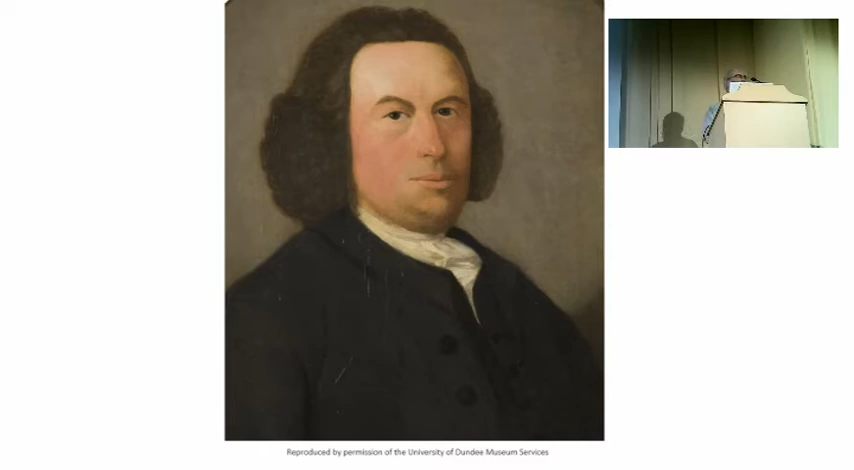 Reproduced by permission of the University of Dundee Museum Services